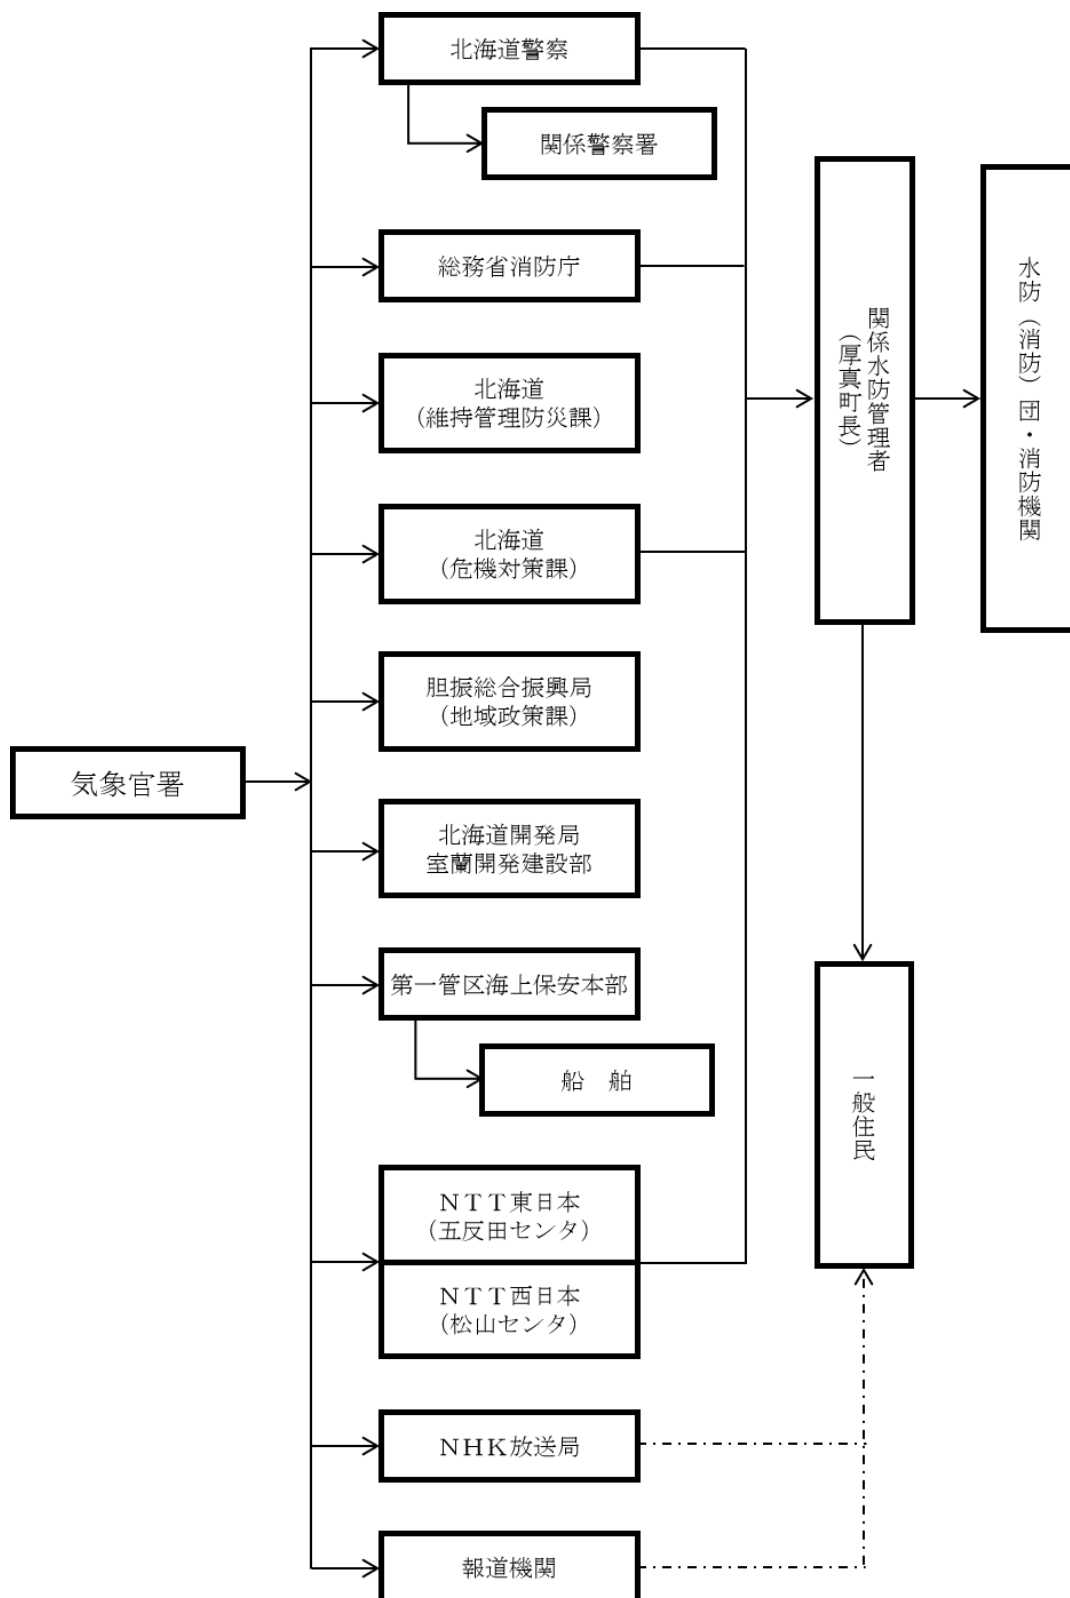 北海道警察
関係警察署
総務省消防庁
北海道
（維持管理防災課）
北海道
（危機対策課）
胆振総合振興局
（地域政策課）
気象官署
北海道開発局
室蘭開発建設部
第一管区海上保安本部
船　舶
ＮＴＴ東日本
（五反田センタ）
ＮＴＴ西日本
（松山センタ）
ＮＨＫ放送局
報道機関
関係水防管理者
（厚真町長）
水防（消防）団・消防機関
一般住民